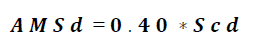 AMSd = 0.40 * Scd